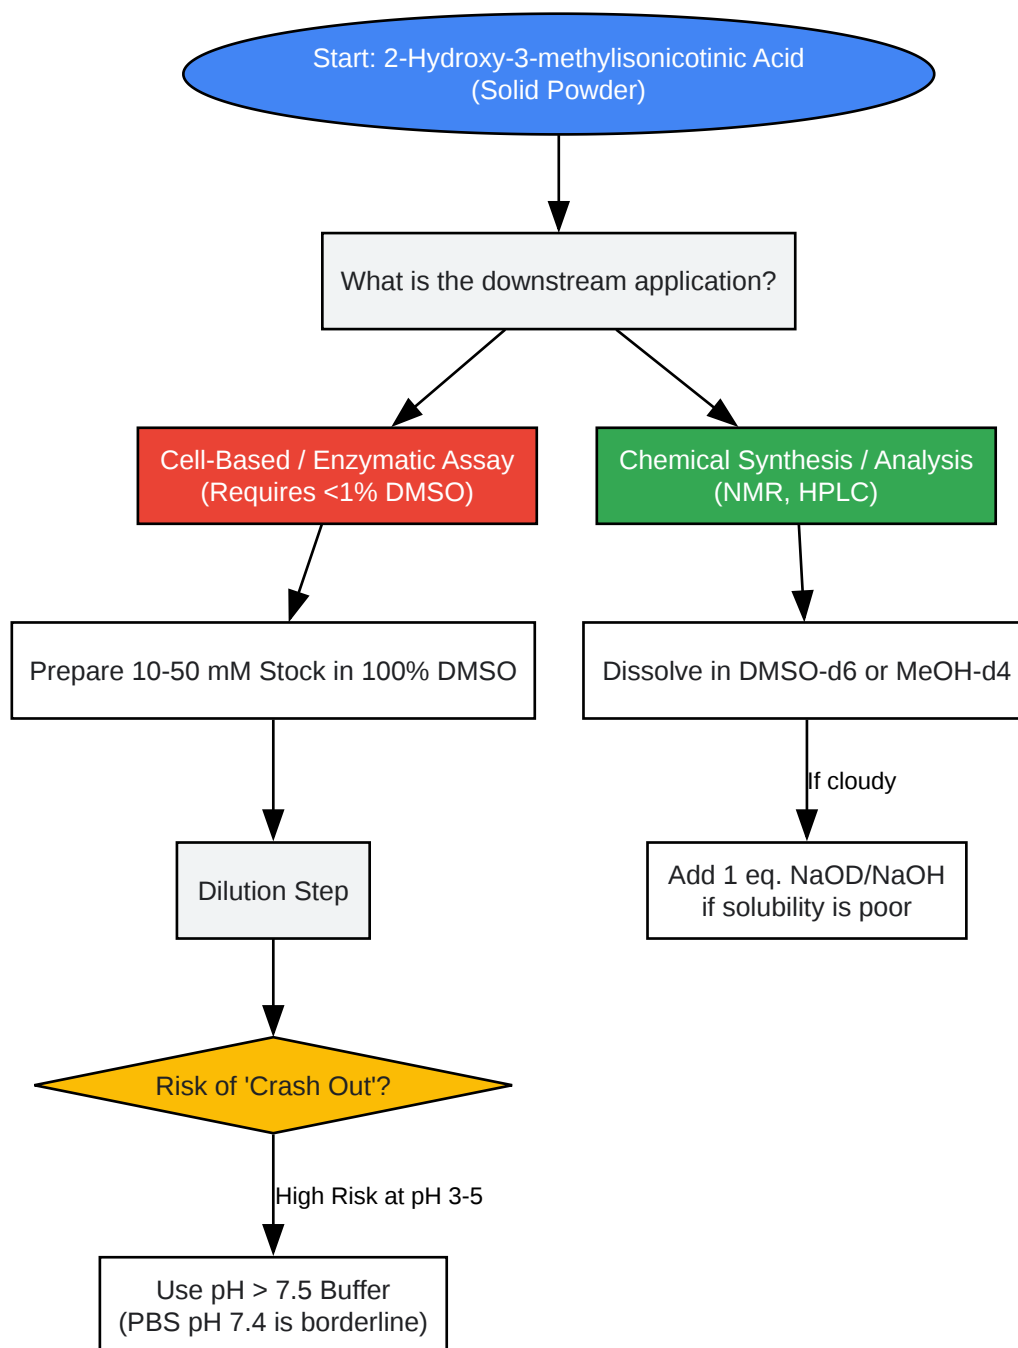 Start: 2-Hydroxy-3-methylisonicotinic Acid
(Solid Powder)
What is the downstream application?
Cell-Based / Enzymatic Assay
(Requires <1% DMSO)
Chemical Synthesis / Analysis
(NMR, HPLC)
Prepare 10-50 mM Stock in 100% DMSO
Dissolve in DMSO-d6 or MeOH-d4
If cloudy
Dilution Step
Add 1 eq. NaOD/NaOH
if solubility is poor
Risk of 'Crash Out'?
High Risk at pH 3-5
Use pH > 7.5 Buffer
(PBS pH 7.4 is borderline)